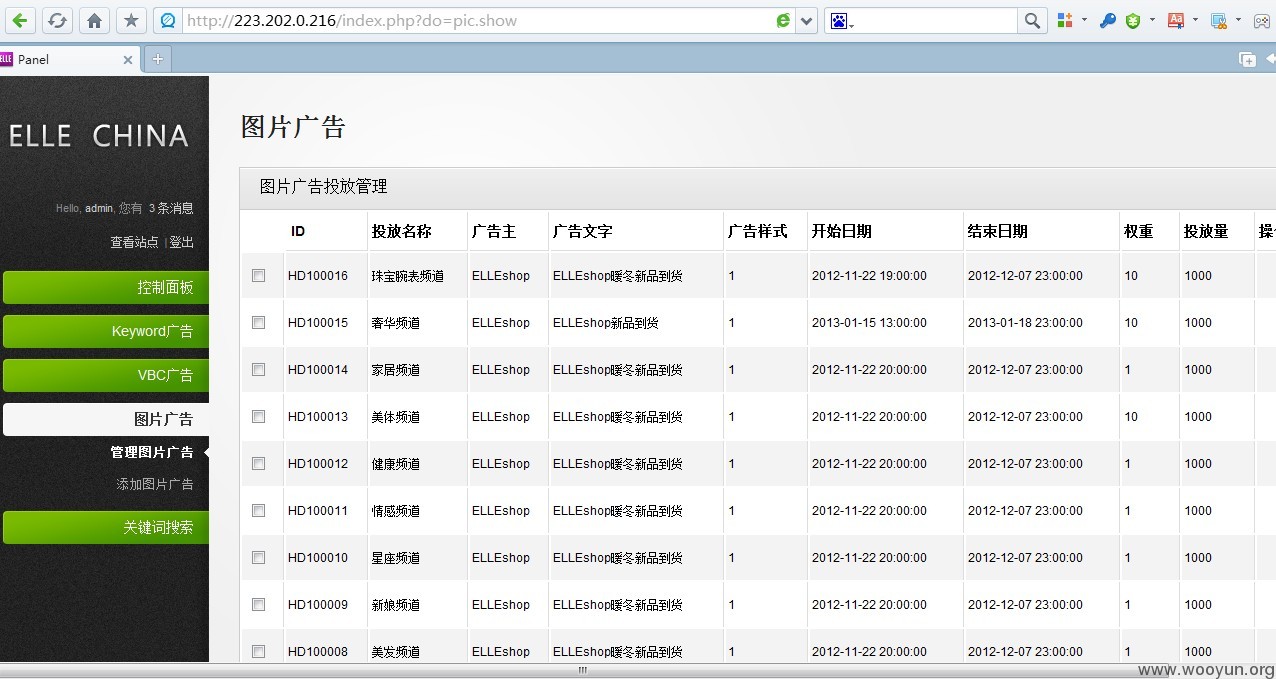 http://223.202.0.216/index.php?do=pic.show
ELLE Panel
ELLE CHINA
Hello, admin, 您有 3 条消息
查看站点 | 登出
控制面板
Keyword广告
VBC广告
图片广告
管理图片广告
添加图片广告
关键词搜索
图片广告
图片广告投放管理
ID 投放名称 广告主 广告文字 广告样式 开始日期 结束日期 权重 投放量
HD100016 珠宝腕表频道 ELLEshop ELLEshop暖冬新品到货 1 2012-11-22 19:00:00 2012-12-07 23:00:00 10 1000
HD100015 奢华频道 ELLEshop ELLEshop新品到货 1 2013-01-15 13:00:00 2013-01-18 23:00:00 10 1000
HD100014 家居频道 ELLEshop ELLEshop暖冬新品到货 1 2012-11-22 20:00:00 2012-12-07 23:00:00 1 1000
HD100013 美体频道 ELLEshop ELLEshop暖冬新品到货 1 2012-11-22 20:00:00 2012-12-07 23:00:00 10 1000
HD100012 健康频道 ELLEshop ELLEshop暖冬新品到货 1 2012-11-22 20:00:00 2012-12-07 23:00:00 1 1000
HD100011 情感频道 ELLEshop ELLEshop暖冬新品到货 1 2012-11-22 20:00:00 2012-12-07 23:00:00 1 1000
HD100010 星座频道 ELLEshop ELLEshop暖冬新品到货 1 2012-11-22 20:00:00 2012-12-07 23:00:00 1 1000
HD100009 新娘频道 ELLEshop ELLEshop暖冬新品到货 1 2012-11-22 20:00:00 2012-12-07 23:00:00 1 1000
HD100008 美发频道 ELLEshop ELLEshop暖冬新品到货 1 2012-11-22 20:00:00 2012-12-07 23:00:00 1 1000
www.wooyun.org